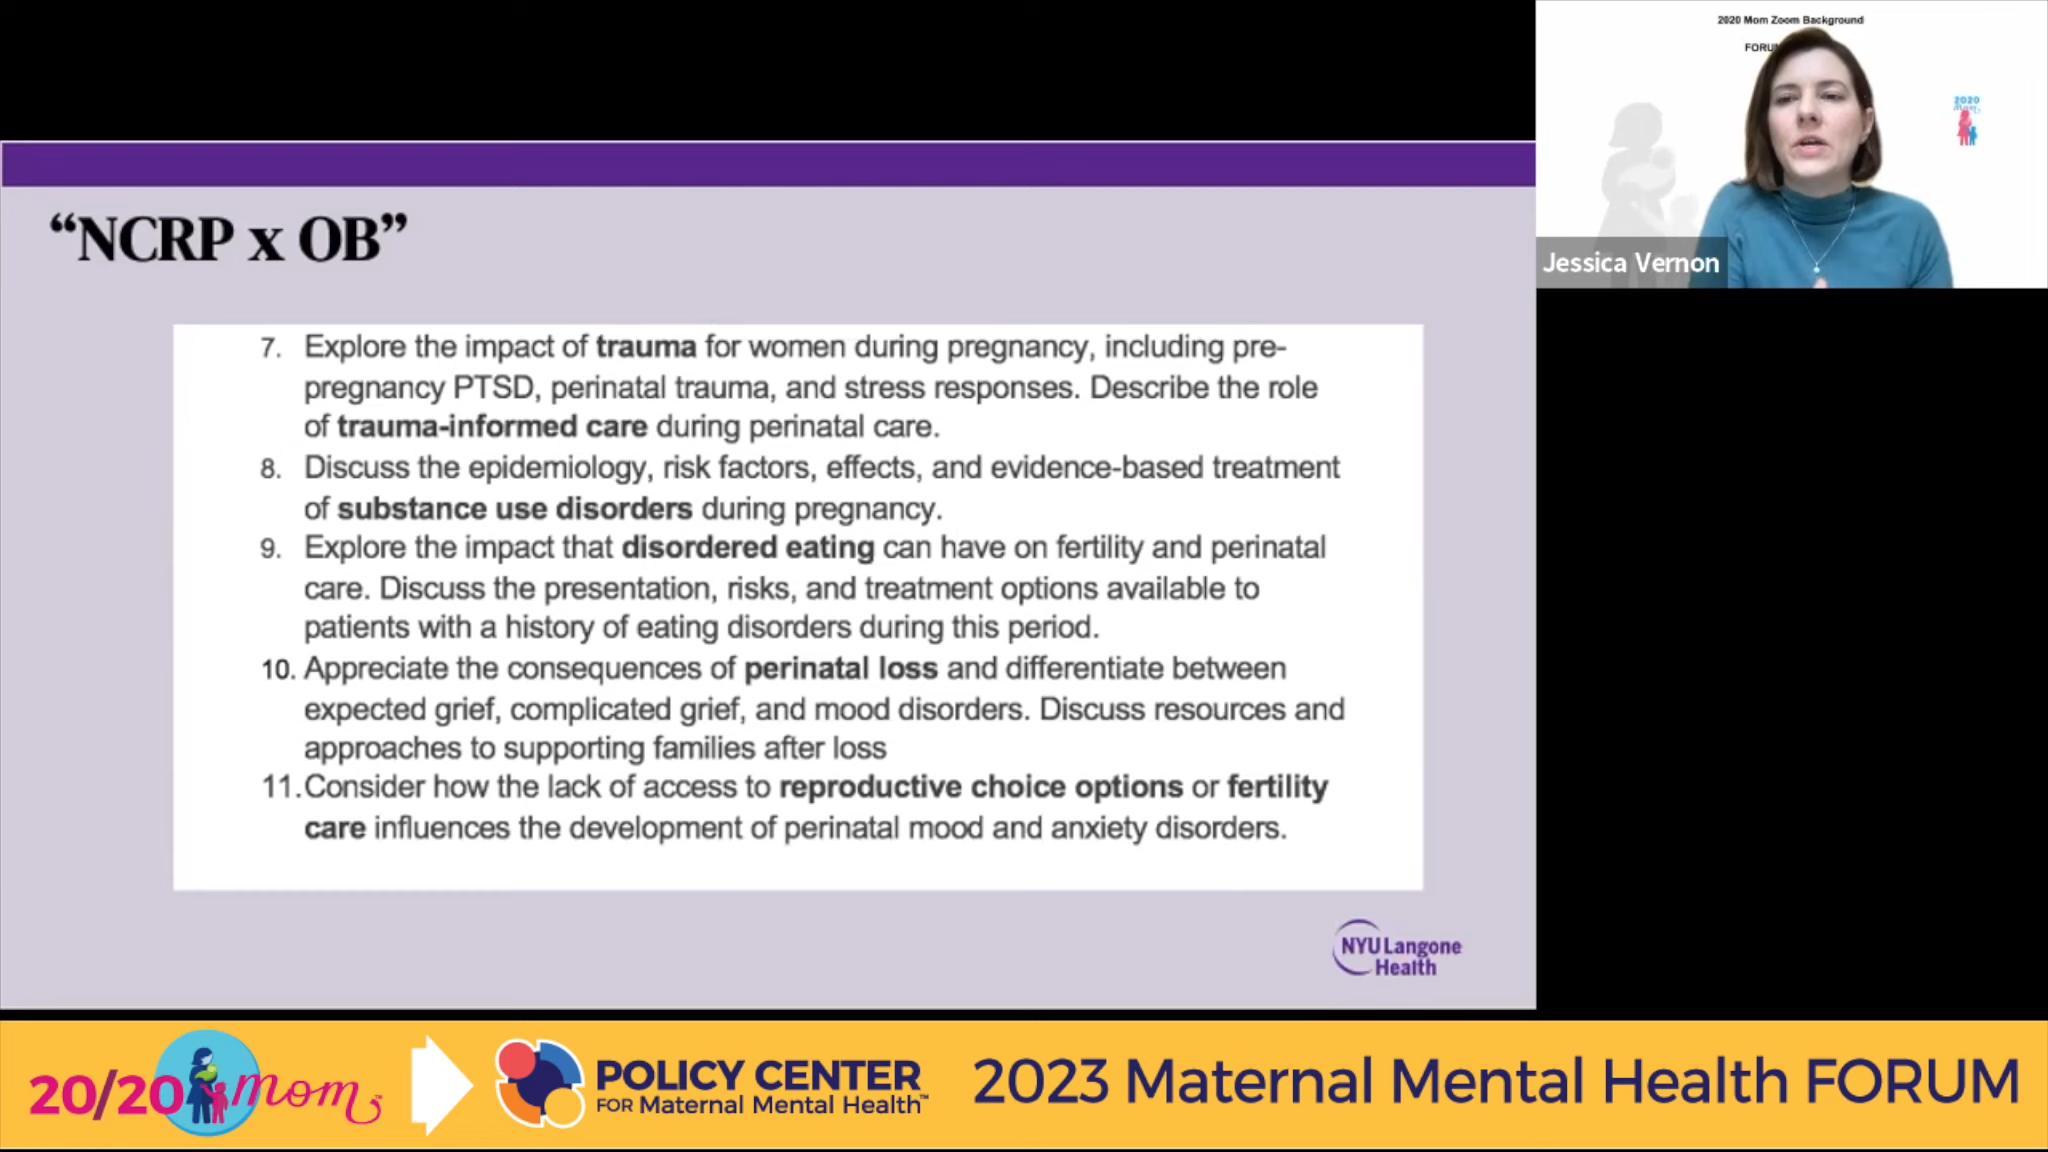 2020 Mom Zoom Background
FORU
2020
Jessica Vernon
“NCRP x OB”
7. Explore the impact of trauma for women during pregnancy, including pre-
pregnancy PTSD, perinatal trauma, and stress responses. Describe the role
of trauma-informed care during perinatal care.
8. Discuss the epidemiology, risk factors, effects, and evidence-based treatment
of substance use disorders during pregnancy.
9. Explore the impact that disordered eating can have on fertility and perinatal
care. Discuss the presentation, risks, and treatment options available to
patients with a history of eating disorders during this period.
10. Appreciate the consequences of perinatal loss and differentiate between
expected grief, complicated grief, and mood disorders. Discuss resources and
approaches to supporting families after loss
11. Consider how the lack of access to reproductive choice options or fertility
care influences the development of perinatal mood and anxiety disorders.
NYU Langone
Health
20/20 mom
POLICY CENTER
FOR Maternal Mental Health™
2023 Maternal Mental Health FORUM